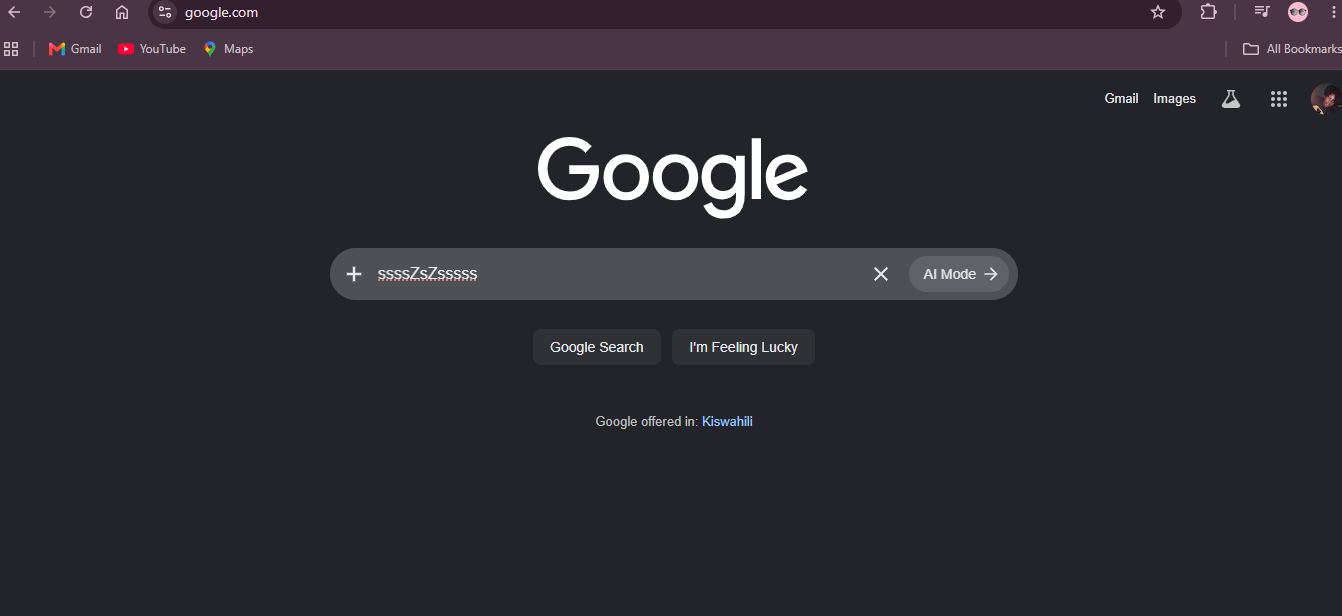 google.com
Gmail YouTube Maps All Bookmarks
Gmail Images
Google
ssssZsZsssss AI Mode
Google Search I'm Feeling Lucky
Google offered in: Kiswahili